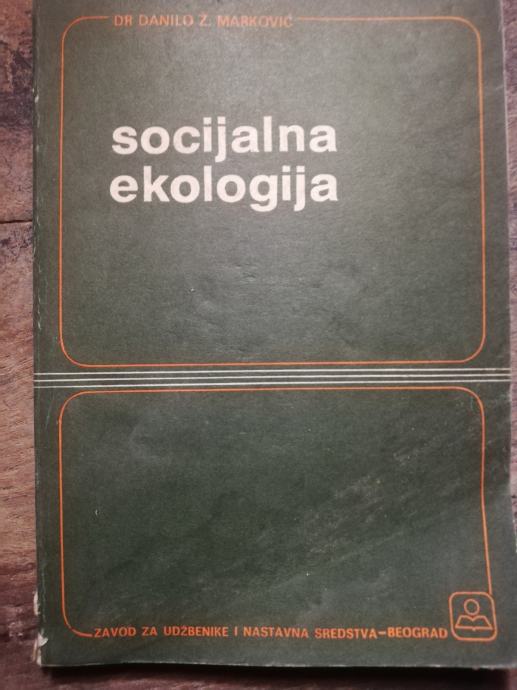 DR DANILO Ž. MARKOVIĆ
socijalna
ekologija
ZAVOD ZA UDŽBENIKE I NASTAVNA SREDSTVA-BEOGRAD